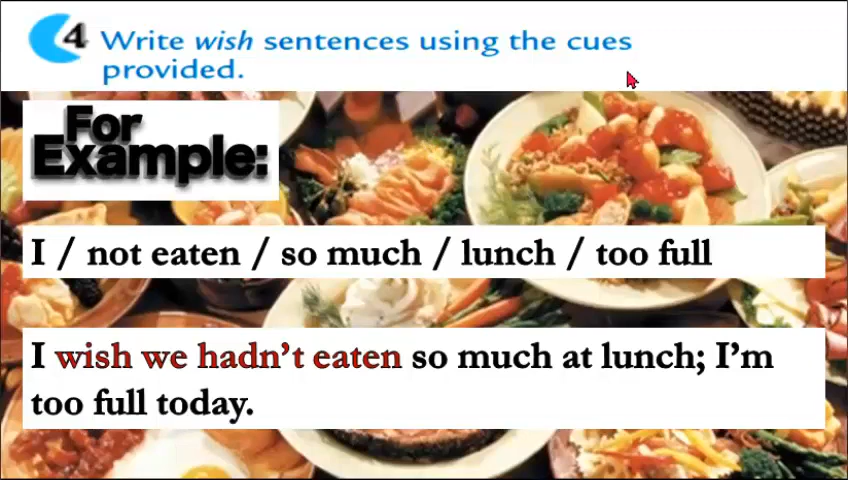 4 Write wish sentences using the cues
provided.
For
Example:
I / not eaten / so much / lunch / too full
I wish we hadn't eaten so much at lunch; I'm
too full today.